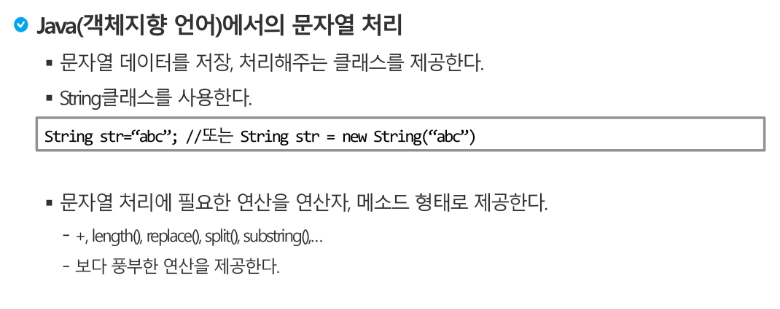 Java(객체지향 언어)에서의 문자열 처리
▪ 문자열 데이터를 저장, 처리해주는 클래스를 제공한다.
▪ String클래스를 사용한다.
String str=“abc”; //또는 String str = new String(“abc”)
▪ 문자열 처리에 필요한 연산을 연산자, 메소드 형태로 제공한다.
- +, length(), replace(), split(), substring(),...
- 보다 풍부한 연산을 제공한다.